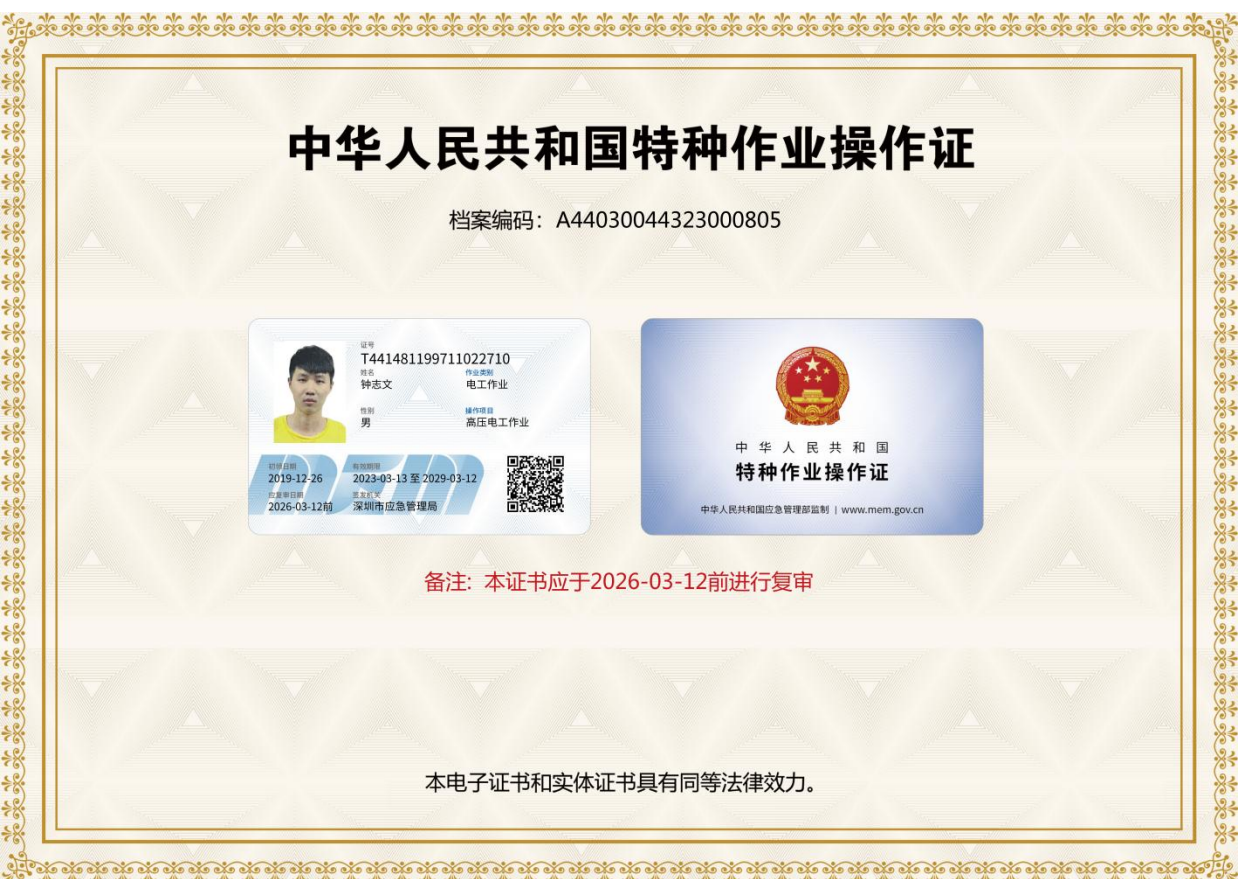 中华人民共和国特种作业操作证
档案编码：A44030044323000805
证号
T441481199711022710
姓名
钟志文
作业类别
电工作业
性别
男
操作项目
高压电工作业
初领日期
2019-12-26
有效期限
2023-03-13 至 2029-03-12
应复审日期
2026-03-12前
签发机关
深圳市应急管理局
MEM
中华人民共和国
特种作业操作证
中华人民共和国应急管理部监制 | www.mem.gov.cn
备注：本证书应于2026-03-12前进行复审
本电子证书和实体证书具有同等法律效力。